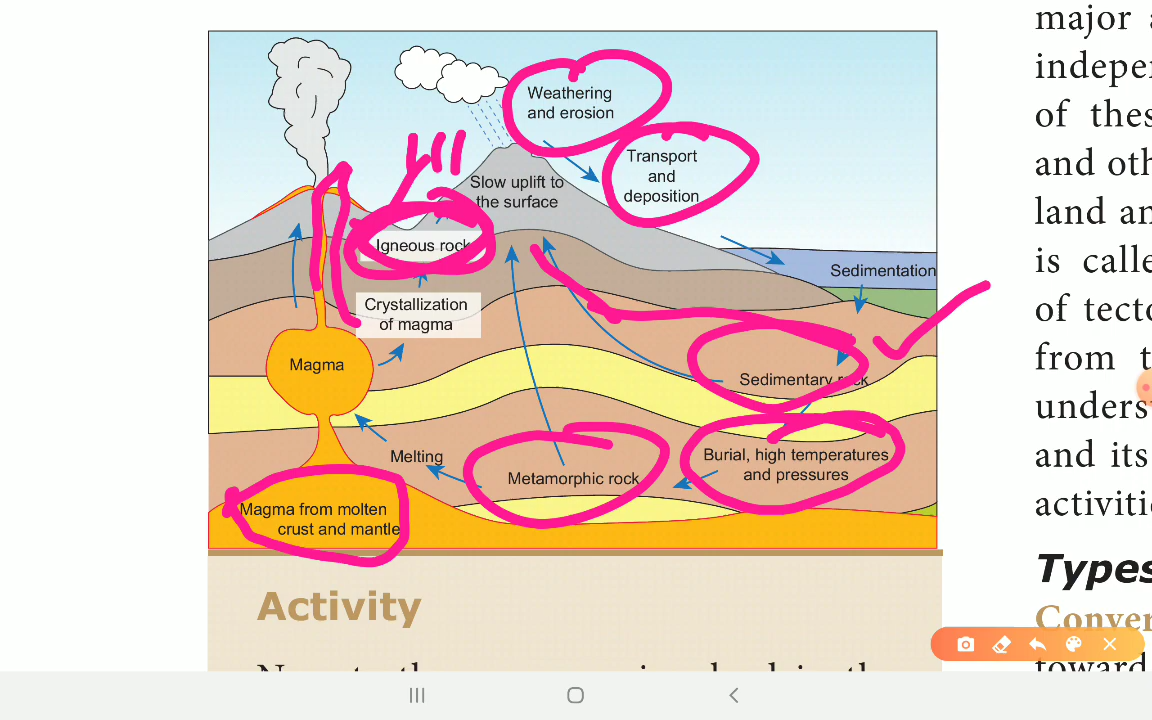 Weathering
and erosion
Transport
and
deposition
Slow uplift to
the surface
Igneous rock
Sedimentation
Crystallization
of magma
Magma
Sedimentary rock
Burial, high temperatures
and pressures
Melting
Metamorphic rock
Magma from molten
crust and mantle
Activity
major
indepe
of thes
and oth
land an
is calle
of tecto
from t
unders
and its
activiti
Types
Conver
toward